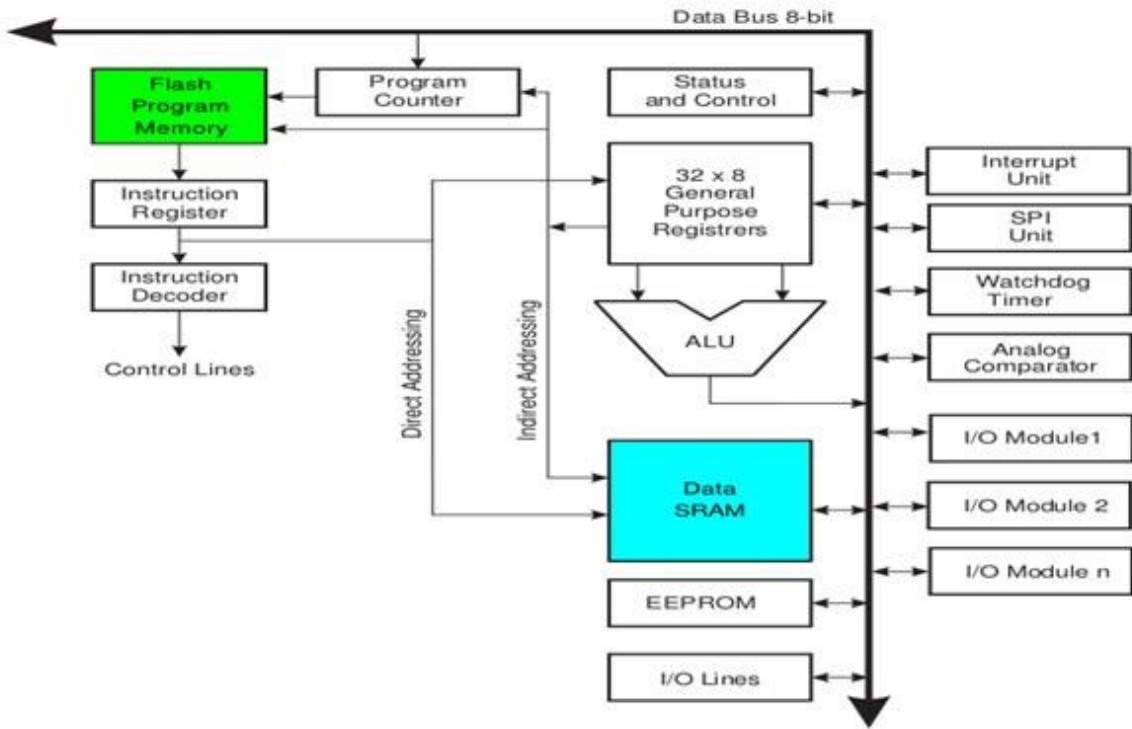 Data Bus 8-bit
Flash
Program
Memory
Program
Counter
Status
and Control
Interrupt
Unit
32 x 8
General
Purpose
Registrers
Instruction
Register
SPI
Unit
Instruction
Decoder
Watchdog
Timer
Control Lines
Direct Addressing
Indirect Addressing
ALU
Analog
Comparator
I/O Module1
Data
SRAM
I/O Module 2
I/O Module n
EEPROM
I/O Lines